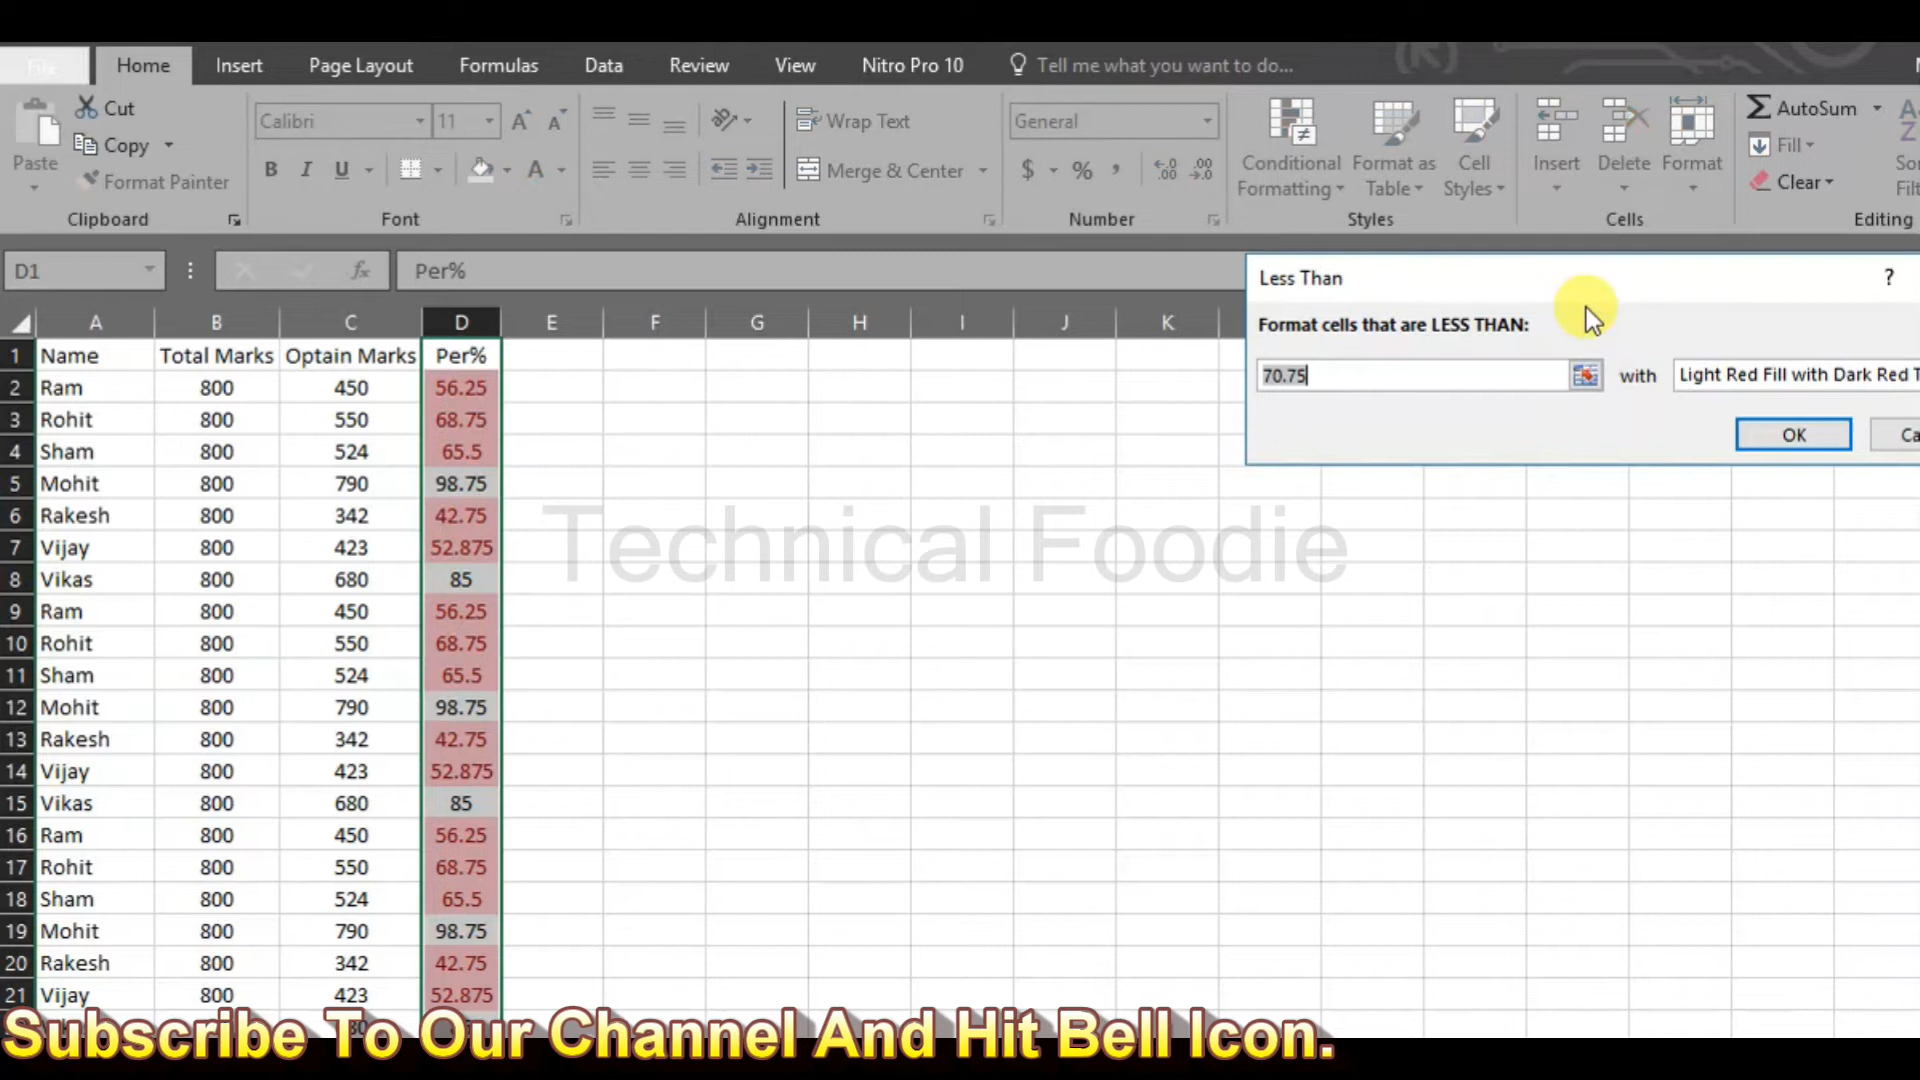 File Home Insert Page Layout Formulas Data Review View Nitro Pro 10 Tell me what you want to do...
Cut
Copy
Format Painter
Paste
Clipboard
Calibri 11
B I U
Font
Wrap Text
Merge & Center
Alignment
General
$ %
Number
Conditional Formatting
Format as Table
Cell Styles
Styles
Insert
Delete
Format
Cells
AutoSum
Fill
Clear
Editing
D1 fx Per%
Less Than ?
Format cells that are LESS THAN:
70.75 with Light Red Fill with Dark Red T
OK
A B C D E F G H I J K
1 Name Total Marks Optain Marks Per%
2 Ram 800 450 56.25
3 Rohit 800 550 68.75
4 Sham 800 524 65.5
5 Mohit 800 790 98.75
6 Rakesh 800 342 42.75
7 Vijay 800 423 52.875
8 Vikas 800 680 85
9 Ram 800 450 56.25
10 Rohit 800 550 68.75
11 Sham 800 524 65.5
12 Mohit 800 790 98.75
13 Rakesh 800 342 42.75
14 Vijay 800 423 52.875
15 Vikas 800 680 85
16 Ram 800 450 56.25
17 Rohit 800 550 68.75
18 Sham 800 524 65.5
19 Mohit 800 790 98.75
20 Rakesh 800 342 42.75
21 Vijay 800 423 52.875
Technical Foodie
Subscribe To Our Channel And Hit Bell Icon.